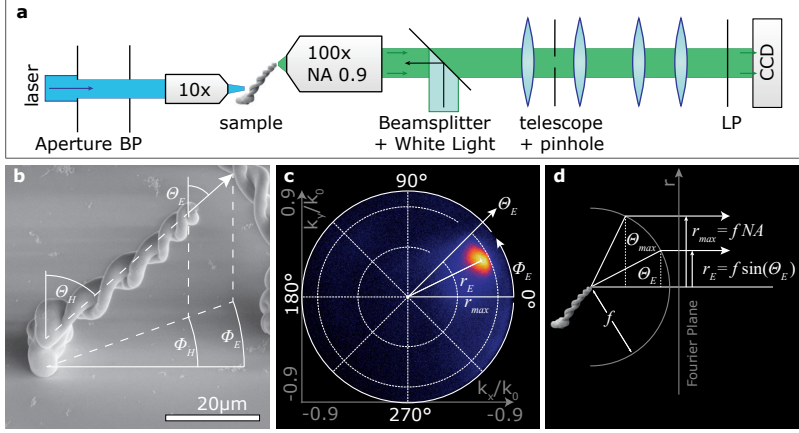 a
laser
10x
100x
NA 0.9
CCD
Aperture BP
sample
Beamsplitter
+ White Light
telescope
+ pinhole
LP
b
Θ_E
Θ_H
Φ_H
Φ_E
20μm
c
90°
0.9
k_y/k_0
Θ_E
Φ_E
180°
r_E
r_max
0°
-0.9
k_x/k_0
-0.9
270°
-0.9
d
r
Θ_max
r_max = f NA
Θ_E
r_E = f sin(Θ_E)
f
Fourier Plane